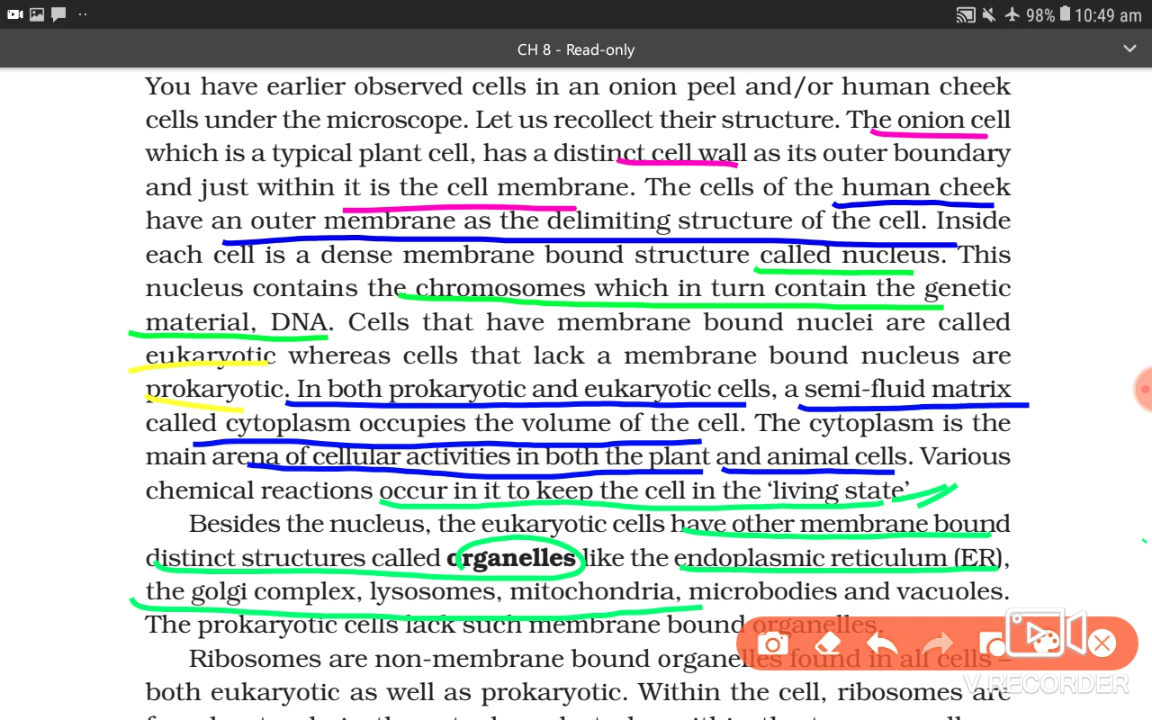 98% 10:49 am
CH 8 - Read-only
You have earlier observed cells in an onion peel and/or human cheek
cells under the microscope. Let us recollect their structure. The onion cell
which is a typical plant cell, has a distinct cell wall as its outer boundary
and just within it is the cell membrane. The cells of the human cheek
have an outer membrane as the delimiting structure of the cell. Inside
each cell is a dense membrane bound structure called nucleus. This
nucleus contains the chromosomes which in turn contain the genetic
material, DNA. Cells that have membrane bound nuclei are called
eukaryotic whereas cells that lack a membrane bound nucleus are
prokaryotic. In both prokaryotic and eukaryotic cells, a semi-fluid matrix
called cytoplasm occupies the volume of the cell. The cytoplasm is the
main arena of cellular activities in both the plant and animal cells. Various
chemical reactions occur in it to keep the cell in the ‘living state’
Besides the nucleus, the eukaryotic cells have other membrane bound
distinct structures called organelles like the endoplasmic reticulum (ER),
the golgi complex, lysosomes, mitochondria, microbodies and vacuoles.
The prokaryotic cells lack such membrane bound organelles.
Ribosomes are non-membrane bound organelles found in all cells –
both eukaryotic as well as prokaryotic. Within the cell, ribosomes are
V RECORDER